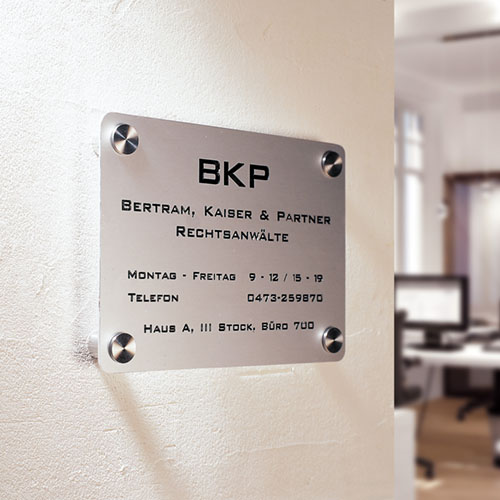 BKP
BERTRAM, KAISER & PARTNER
RECHTSANWÄLTE
MONTAG - FREITAG 9 - 12 / 15 - 19
TELEFON 0473-259870
HAUS A, III STOCK, BÜRO 700